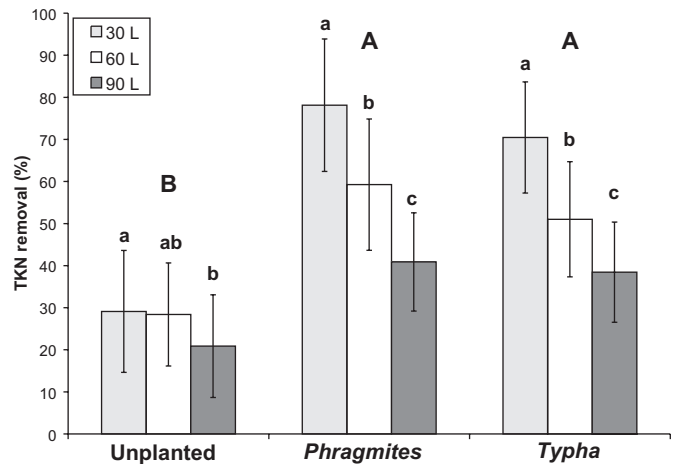 100
90
80
70
60
50
40
30
20
10
0
TKN removal (%)
30 L
60 L
90 L
a
ab
b
B
a
b
c
A
a
b
c
A
Unplanted
Phragmites
Typha